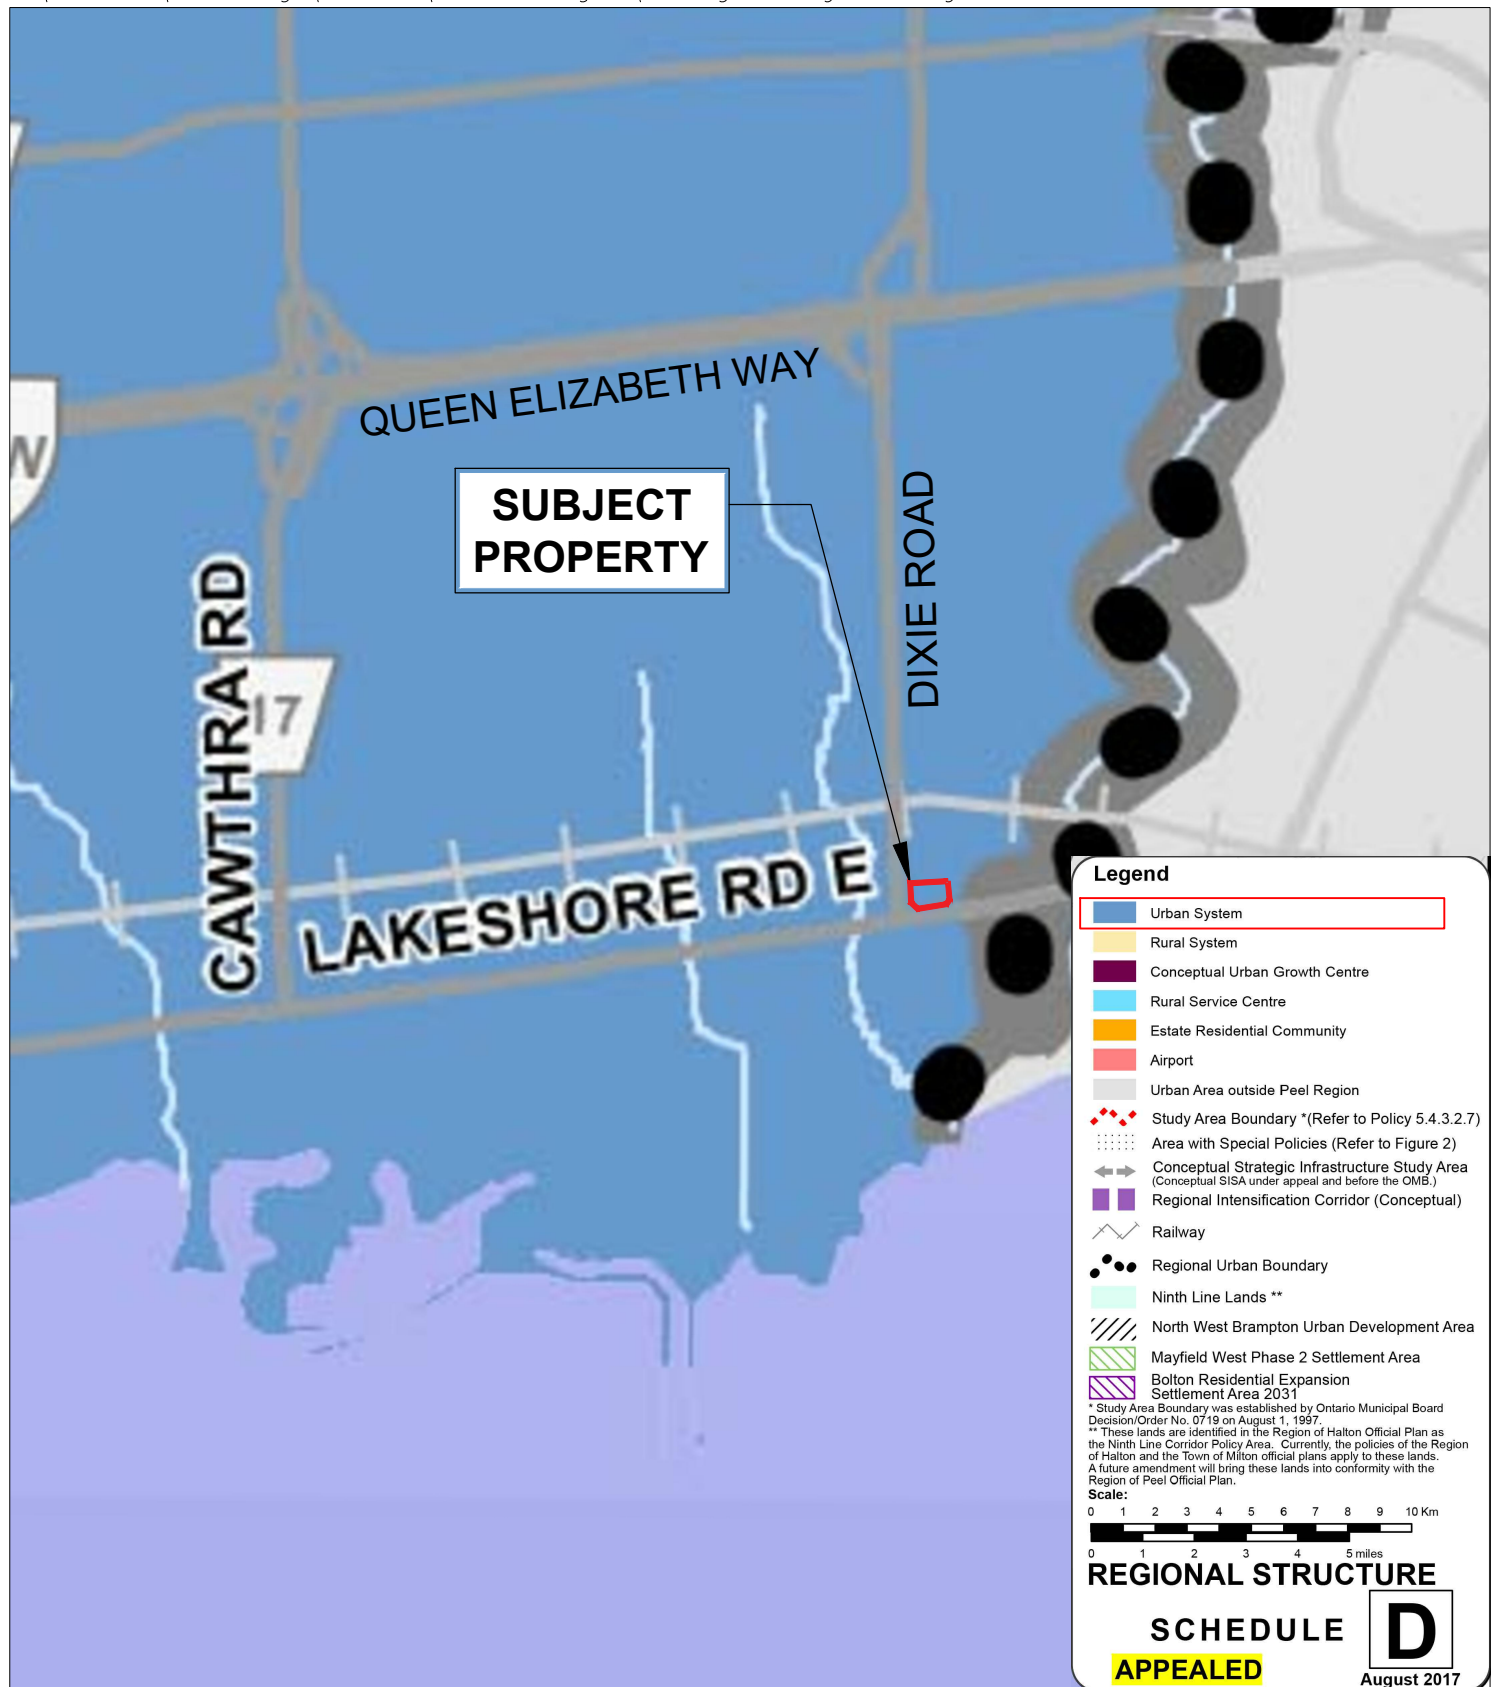 QUEEN ELIZABETH WAY
W
SUBJECT
PROPERTY
DIXIE ROAD
CAWTHRA RD
17
LAKESHORE RD E
Legend
Urban System
Rural System
Conceptual Urban Growth Centre
Rural Service Centre
Estate Residential Community
Airport
Urban Area outside Peel Region
Study Area Boundary *(Refer to Policy 5.4.3.2.7)
Area with Special Policies (Refer to Figure 2)
Conceptual Strategic Infrastructure Study Area
(Conceptual SISA under appeal and before the OMB.)
Regional Intensification Corridor (Conceptual)
Railway
Regional Urban Boundary
Ninth Line Lands **
North West Brampton Urban Development Area
Mayfield West Phase 2 Settlement Area
Bolton Residential Expansion
Settlement Area 2031
* Study Area Boundary was established by Ontario Municipal Board
Decision/Order No. 0719 on August 1, 1997.
** These lands are identified in the Region of Halton Official Plan as
the Ninth Line Corridor Policy Area. Currently, the policies of the Region
of Halton and the Town of Milton official plans apply to these lands.
A future amendment will bring these lands into conformity with the
Region of Peel Official Plan.
Scale:
0 1 2 3 4 5 6 7 8 9 10 Km
0 1 2 3 4 5 miles
REGIONAL STRUCTURE
SCHEDULE D
APPEALED
August 2017